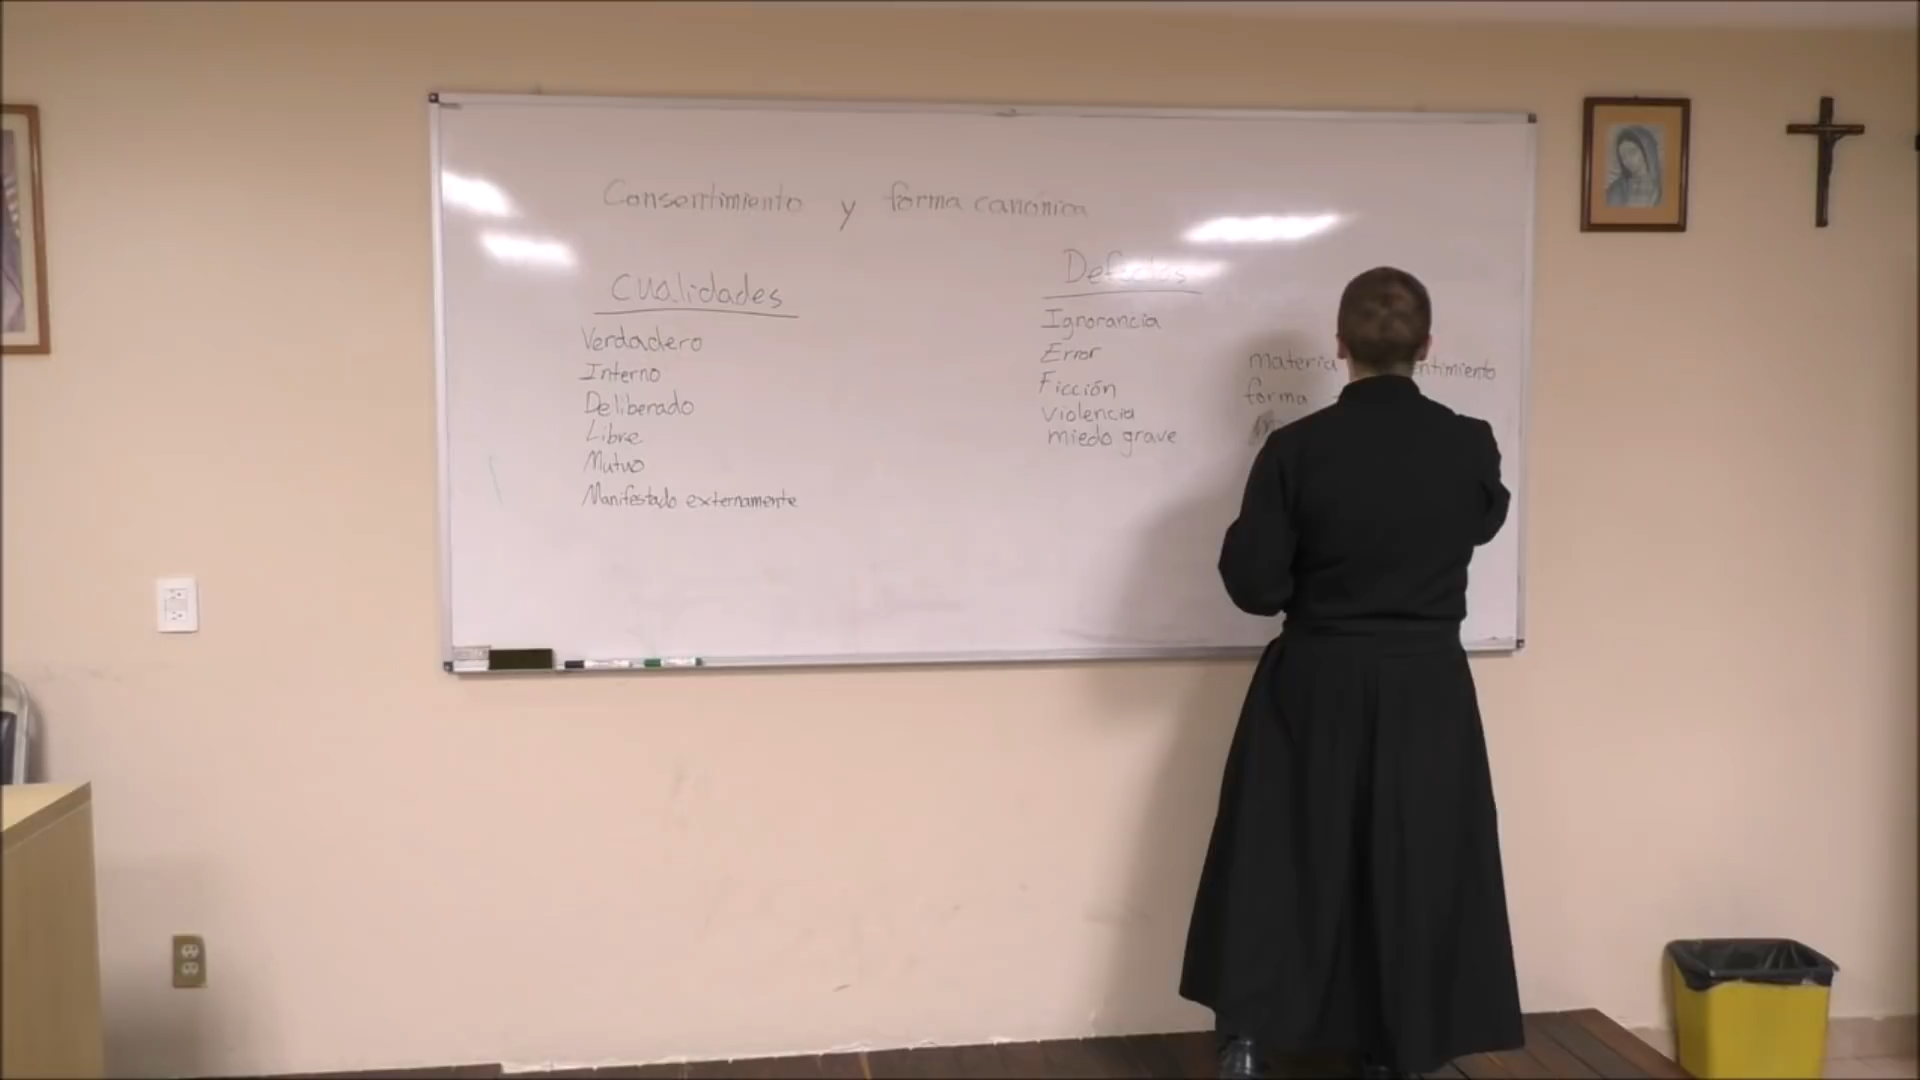 Consentimiento y forma canónica
Cualidades
Verdadero
Interno
Deliberado
Libre
Mutuo
Manifestado externamente
Defectos
Ignorancia
Error
Ficción
violencia
miedo grave
materia
forma